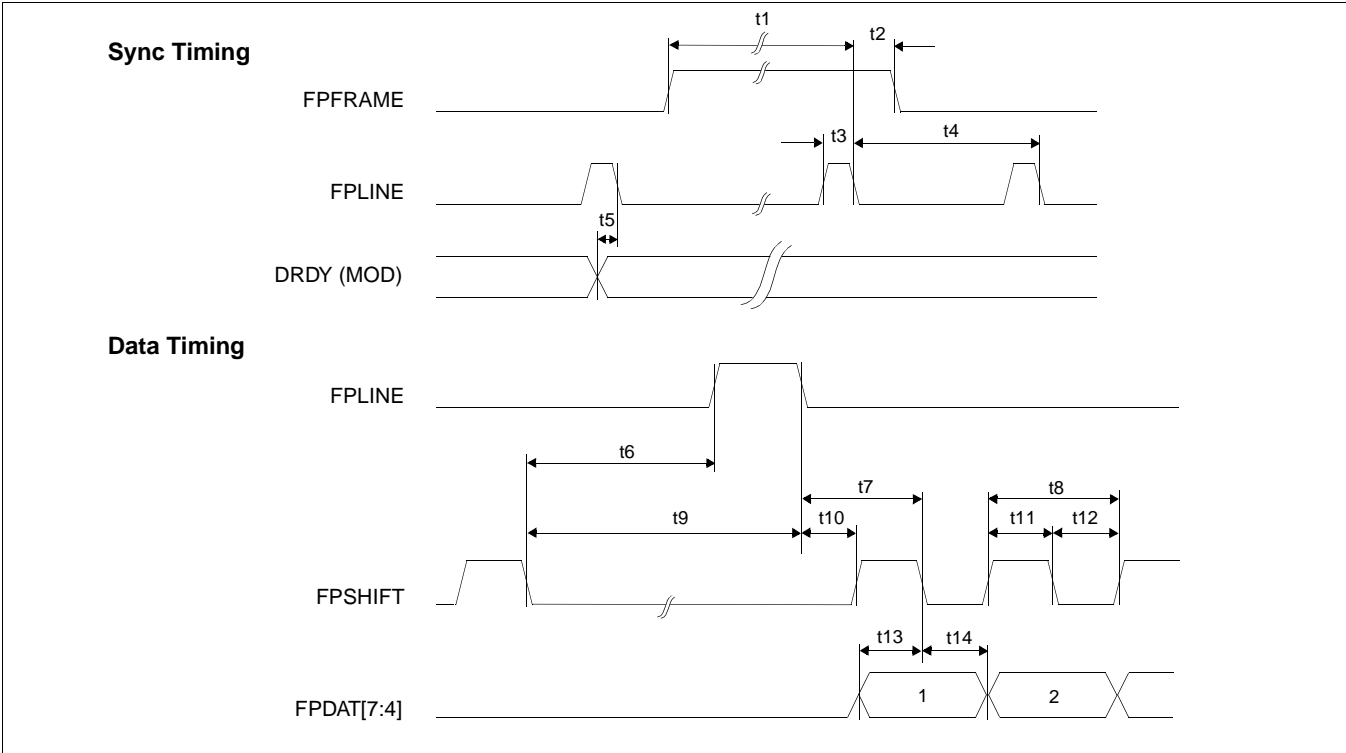 t1
t2
Sync Timing
FPFRAME
t3
t4
FPLINE
t5
DRDY (MOD)
Data Timing
FPLINE
t6
t7
t8
t9
t10
t11
t12
FPSHIFT
t13
t14
FPDAT[7:4]
1
2